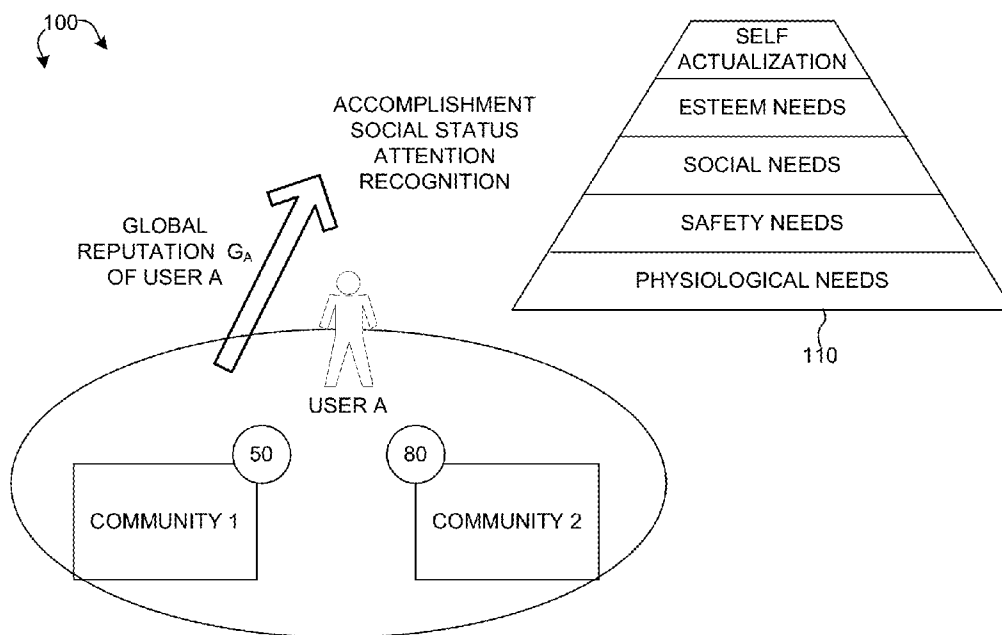 100
SELF
ACTUALIZATION
ESTEEM NEEDS
SOCIAL NEEDS
SAFETY NEEDS
PHYSIOLOGICAL NEEDS
110
ACCOMPLISHMENT
SOCIAL STATUS
ATTENTION
RECOGNITION
GLOBAL
REPUTATION GA
OF USER A
USER A
50
80
COMMUNITY 1
COMMUNITY 2